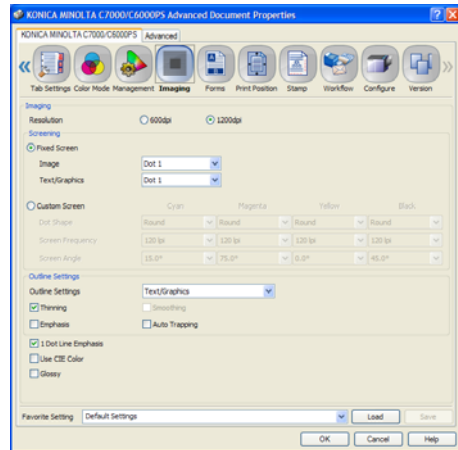 KONICA MINOLTA C7000/C6000PS Advanced Document Properties
KONICA MINOLTA C7000/C6000PS Advanced
Tab Settings Color Mode Management Imaging Forms Print Position Stamp Workflow Configure Version
Imaging
Resolution 600dpi 1200dpi
Screening
Fixed Screen
Image Dot 1
Text/Graphics Dot 1
Custom Screen Cyan Magenta Yellow Black
Dot Shape Round Round Round Round
Screen Frequency 120 lpi 120 lpi 120 lpi 120 lpi
Screen Angle 15.0° 75.0° 0.0° 45.0°
Outline Settings
Outline Settings Text/Graphics
Thinning Smoothing
Emphasis Auto Trapping
1 Dot Line Emphasis
Use CIE Color
Glossy
Favorite Setting Default Settings Load Save
OK Cancel Help